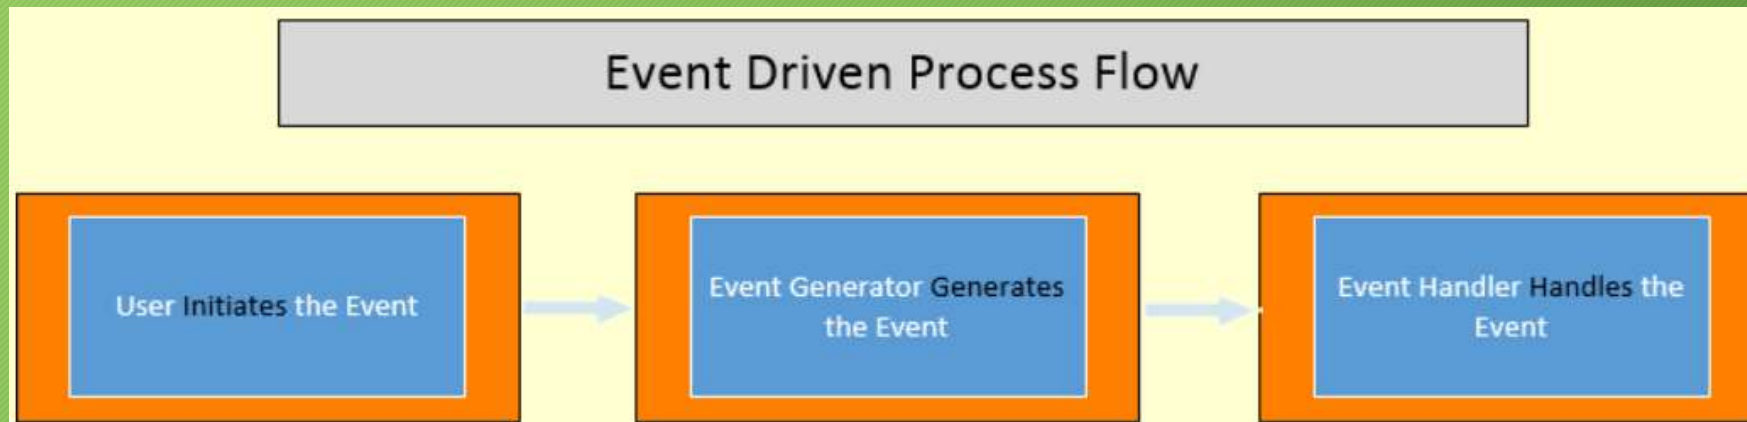 Event Driven Process Flow
User Initiates the Event
Event Generator Generates
the Event
Event Handler Handles the
Event